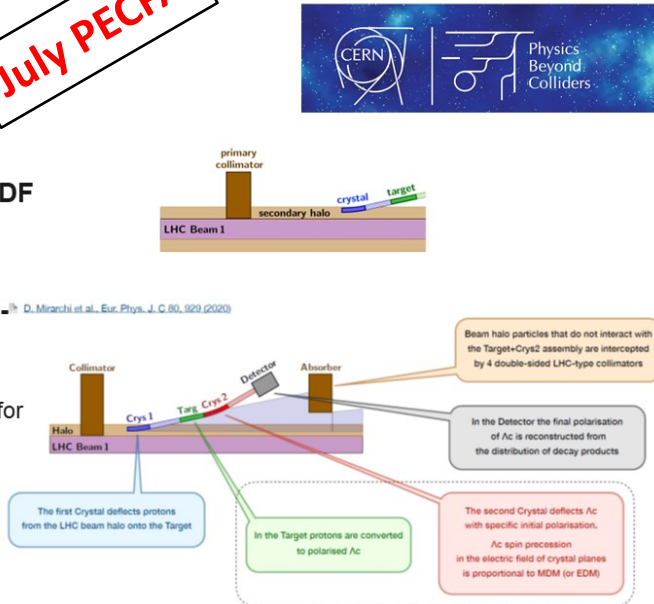 July PECFA
CERN
Physics
Beyond
Colliders
DF
primary
collimator
crystal
target
secondary halo
LHC Beam 1
- D. Mirarchi et al., Eur. Phys. J. C 80, 929 (2020)
for
Collimator
Crys 1
Targ
Crys 2
Detector
Absorber
Halo
LHC Beam 1
Beam halo particles that do not interact with
the Target+Crys2 assembly are intercepted
by 4 double-sided LHC-type collimators
In the Detector the final polarisation
of Λc is reconstructed from
the distribution of decay products
The first Crystal deflects protons
from the LHC beam halo onto the Target
In the Target protons are converted
to polarised Λc
The second Crystal deflects Λc
with specific initial polarisation.
Λc spin precession
in the electric field of crystal planes
is proportional to MDM (or EDM)